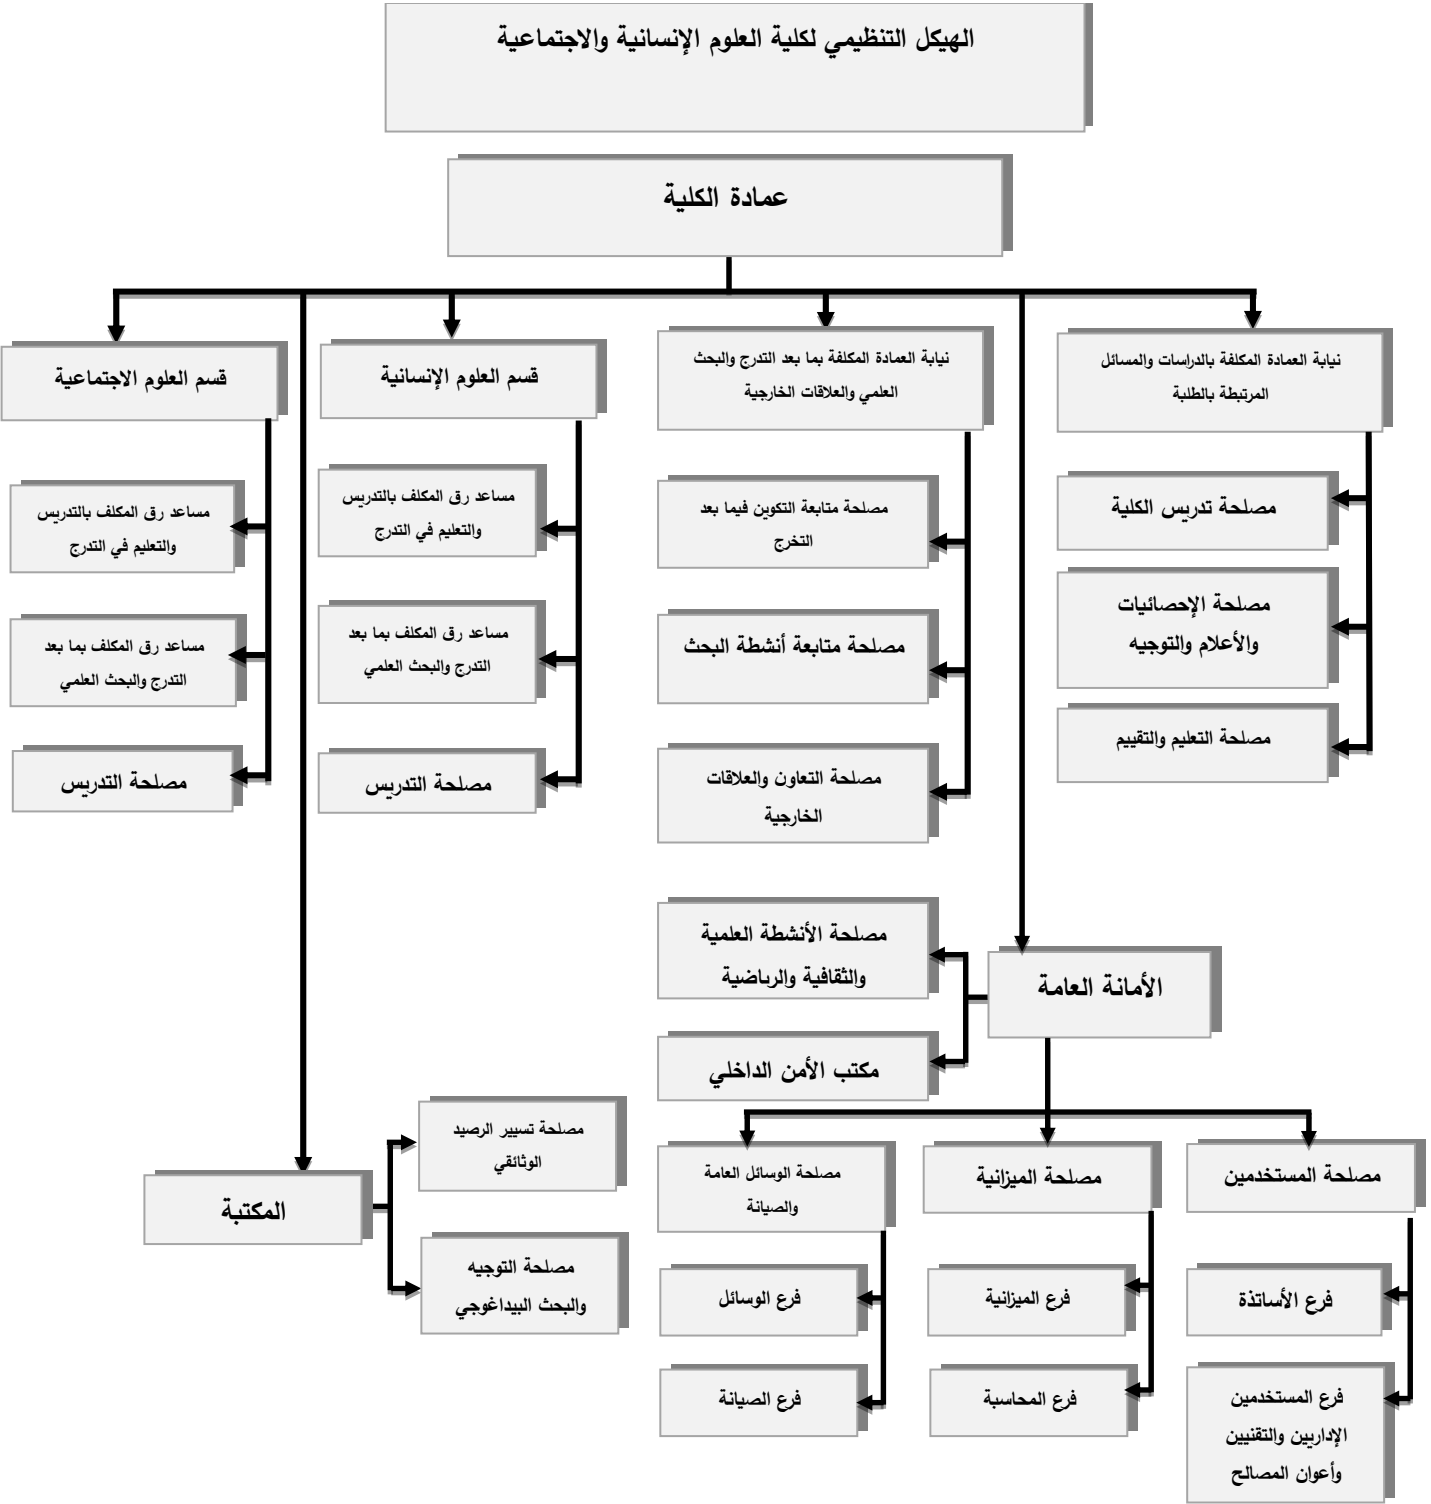 الهيكل التنظيمي لكلية العلوم الإنسانية والاجتماعية
عمادة الكلية
نيابة العمادة المكلفة بالدراسات والمسائل
المرتبطة بالطلبة
مصلحة تدريس الكلية
مصلحة الإحصائيات
والأعلام والتوجيه
مصلحة التعليم والتقييم
نيابة العمادة المكلفة بما بعد التدرج والبحث
العلمي والعلاقات الخارجية
مصلحة متابعة التكوين فيما بعد
التخرج
مصلحة متابعة أنشطة البحث
مصلحة التعاون والعلاقات
الخارجية
قسم العلوم الإنسانية
مساعد رق المكلف بالتدريس
والتعليم في التدرج
مساعد رق المكلف بما بعد
التدرج والبحث العلمي
مصلحة التدريس
قسم العلوم الاجتماعية
مساعد رق المكلف بالتدريس
والتعليم في التدرج
مساعد رق المكلف بما بعد
التدرج والبحث العلمي
مصلحة التدريس
الأمانة العامة
مصلحة الأنشطة العلمية
والثقافية والرياضية
مكتب الأمن الداخلي
مصلحة المستخدمين
فرع الأساتذة
فرع المستخدمين
الإداريين والتقنيين
وأعوان المصالح
مصلحة الميزانية
فرع الميزانية
فرع المحاسبة
مصلحة الوسائل العامة
والصيانة
فرع الوسائل
فرع الصيانة
المكتبة
مصلحة تسيير الرصيد
الوثائقي
مصلحة التوجيه
والبحث البيداغوجي